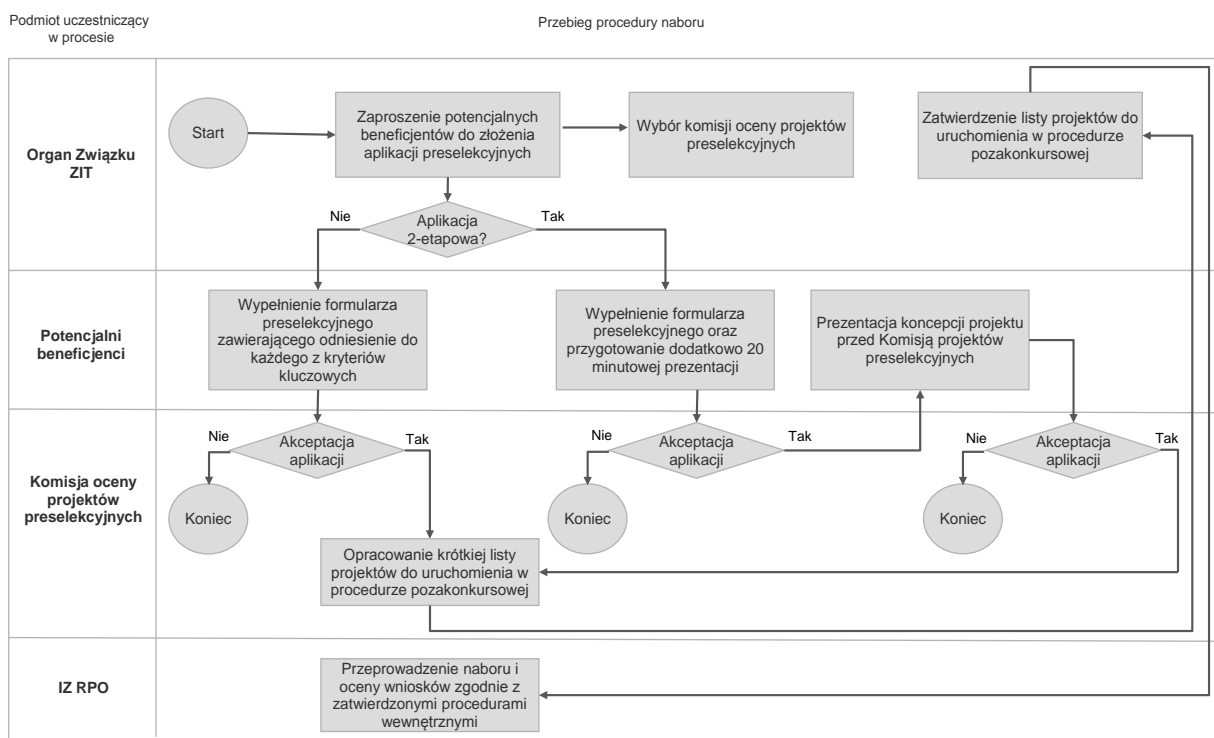 Podmiot uczestniczący
w procesie
Przebieg procedury naboru
Organ Związku
ZIT
Start
Zaproszenie potencjalnych
beneficjentów do złożenia
aplikacji preselekcyjnych
Wybór komisji oceny projektów
preselekcyjnych
Zatwierdzenie listy projektów do
uruchomienia w procedurze
pozakonkursowej
Nie
Aplikacja
2-etapowa?
Tak
Potencjalni
beneficjenci
Wypełnienie formularza
preselekcyjnego
zawierającego odniesienie do
każdego z kryteriów
kluczowych
Wypełnienie formularza
preselekcyjnego oraz
przygotowanie dodatkowo 20
minutowej prezentacji
Prezentacja koncepcji projektu
przed Komisją projektów
preselekcyjnych
Komisja oceny
projektów
preselekcyjnych
Nie
Akceptacja
aplikacji
Tak
Nie
Akceptacja
aplikacji
Tak
Nie
Akceptacja
aplikacji
Tak
Koniec
Koniec
Koniec
Opracowanie krótkiej listy
projektów do uruchomienia w
procedurze pozakonkursowej
IZ RPO
Przeprowadzenie naboru i
oceny wniosków zgodnie z
zatwierdzonymi procedurami
wewnętrznymi